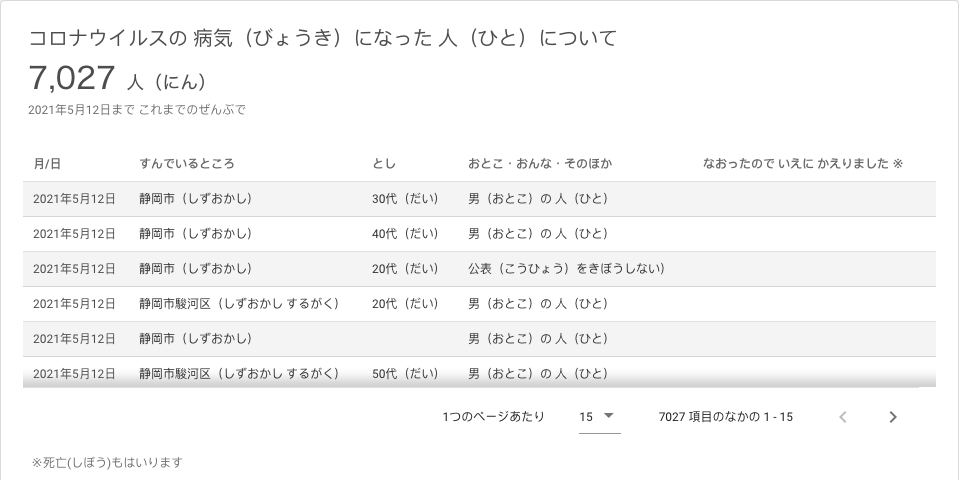 コロナウイルスの 病気（びょうき）になった 人（ひと）について
7,027 人（にん）
2021年5月12日まで これまでのぜんぶで
月/日 すんでいるところ とし おとこ・おんな・そのほか なおったので いえに かえりました ※
2021年5月12日 静岡市（しずおかし） 30代（だい） 男（おとこ）の 人（ひと）
2021年5月12日 静岡市（しずおかし） 40代（だい） 男（おとこ）の 人（ひと）
2021年5月12日 静岡市（しずおかし） 20代（だい） 公表（こうひょう）をきぼうしない）
2021年5月12日 静岡市駿河区（しずおかし するがく） 20代（だい） 男（おとこ）の 人（ひと）
2021年5月12日 静岡市（しずおかし） 男（おとこ）の 人（ひと）
2021年5月12日 静岡市駿河区（しずおかし するがく） 50代（だい） 男（おとこ）の 人（ひと）
1つのページあたり 15 7027 項目のなかの 1 - 15
※死亡(しぼう)もはいります